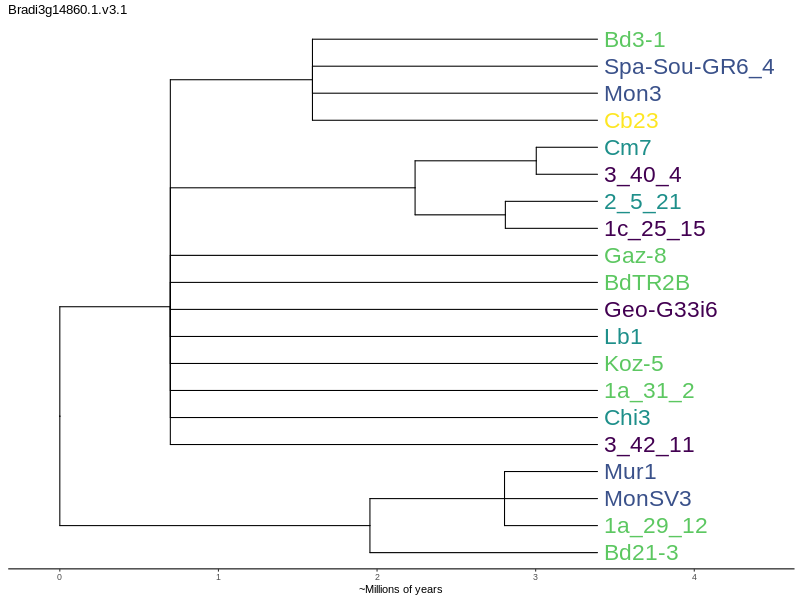 Bradi3g14860.1.v3.1
Bd3-1
Spa-Sou-GR6_4
Mon3
Cb23
Cm7
3_40_4
2_5_21
1c_25_15
Gaz-8
BdTR2B
Geo-G33i6
Lb1
Koz-5
1a_31_2
Chi3
3_42_11
Mur1
MonSV3
1a_29_12
Bd21-3
0 1 2 3 4
~Millions of years